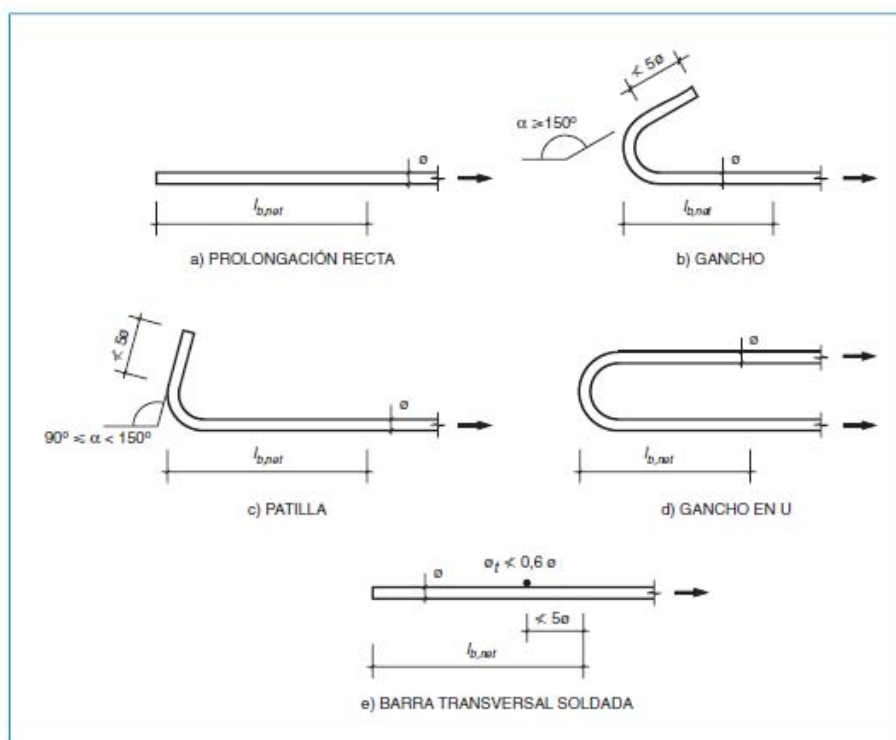 ≮ 5ø
α ≥ 150º
ø
l_b,net
a) PROLONGACIÓN RECTA
ø
l_b,net
b) GANCHO
≮ 5ø
90º ≤ α < 150º
ø
l_b,net
c) PATILLA
ø
l_b,net
d) GANCHO EN U
ø
ø_t ≮ 0,6 ø
≮ 5ø
l_b,net
e) BARRA TRANSVERSAL SOLDADA